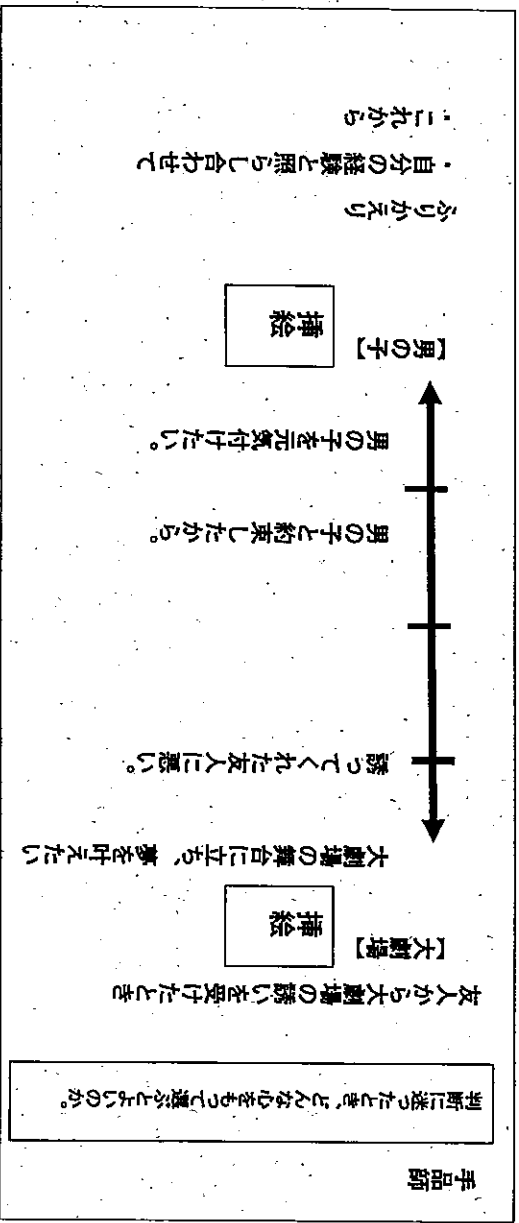 手品師
判断に迷ったとき、どんな心をもって選ぶとよいのか。
友人から大劇場の誘いを受けたとき
【大劇場】
挿絵
大劇場の舞台に立ち、夢を叶えたい
誘ってくれた友人に悪い。
男の子と約束したから。
男の子を元気付けたい。
【男の子】
挿絵
ふりかえり
・自分の経験と照らし合わせて
・これから